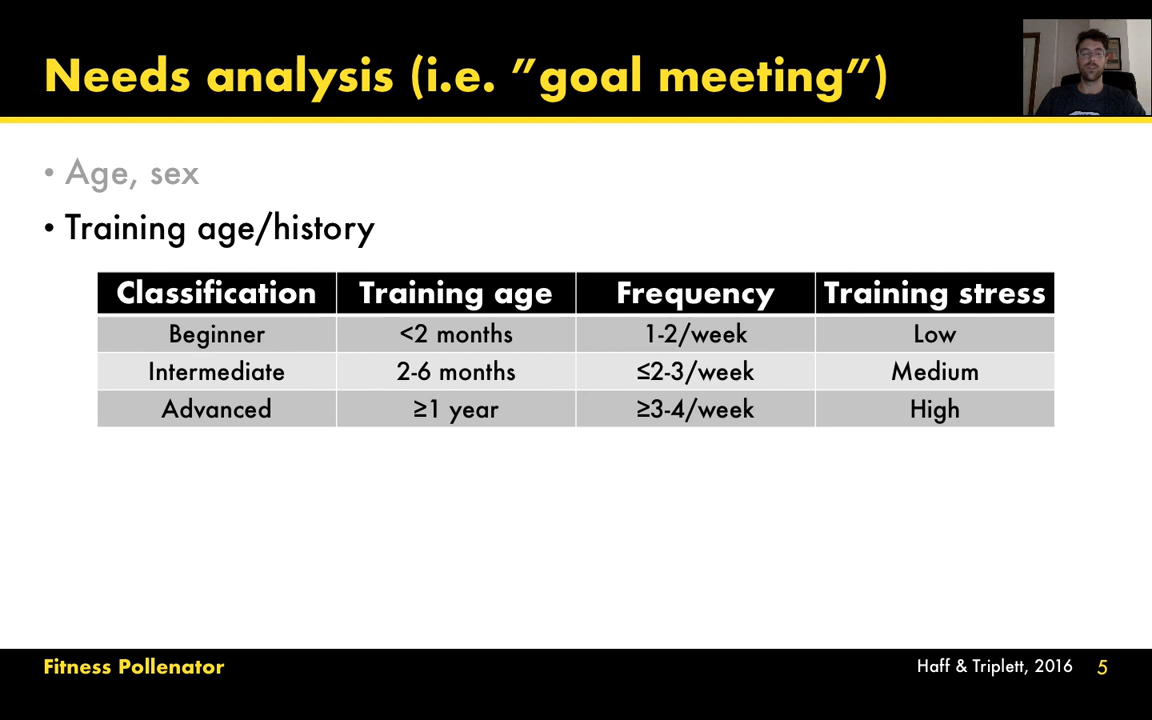 Needs analysis (i.e. ”goal meeting”)
• Age, sex
• Training age/history
Classification Training age Frequency Training stress
Beginner <2 months 1-2/week Low
Intermediate 2-6 months ≤2-3/week Medium
Advanced ≥1 year ≥3-4/week High
Fitness Pollenator Haff & Triplett, 2016 5